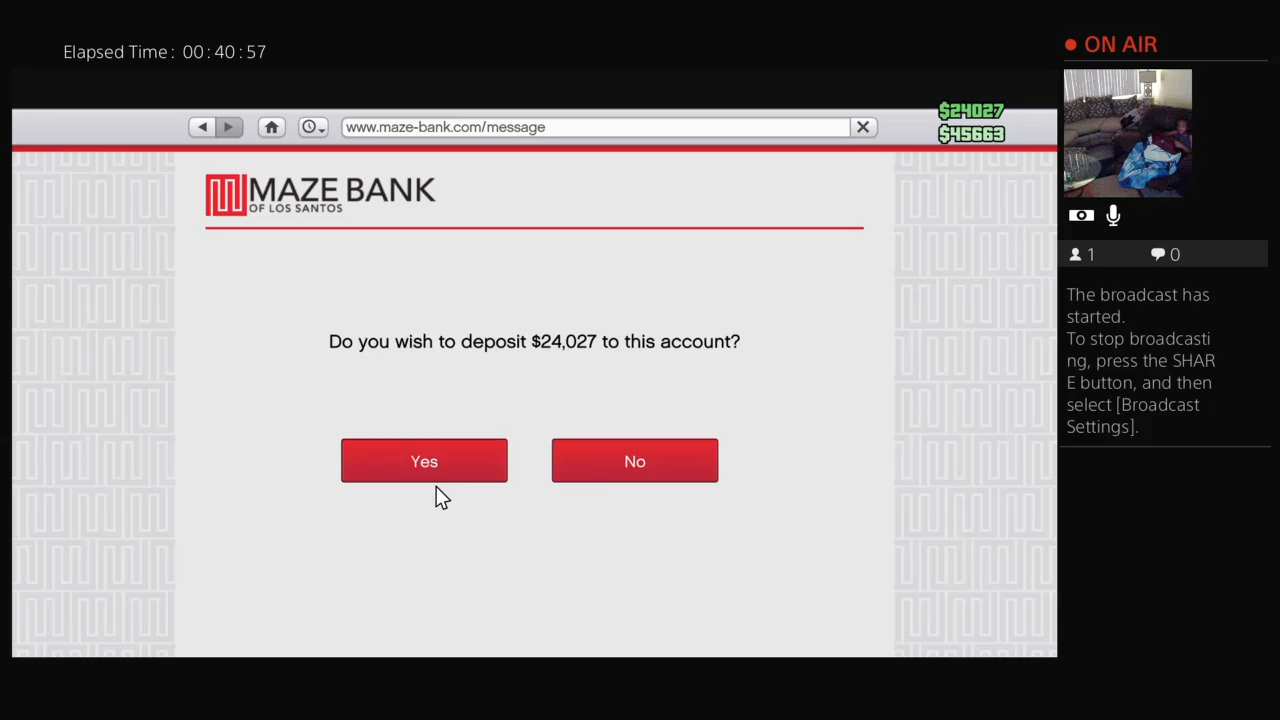 Elapsed Time: 00:40:57
ON AIR
www.maze-bank.com/message
$24027
$45663
MAZE BANK
OF LOS SANTOS
1
0
The broadcast has
started.
To stop broadcasti
ng, press the SHAR
E button, and then
select [Broadcast
Settings].
Do you wish to deposit $24,027 to this account?
Yes
No